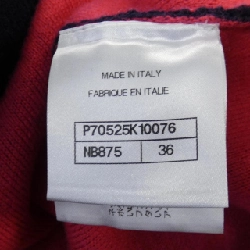 MADE IN ITALY
FABRIQUE EN ITALIE
P70525K10076
NB875 36